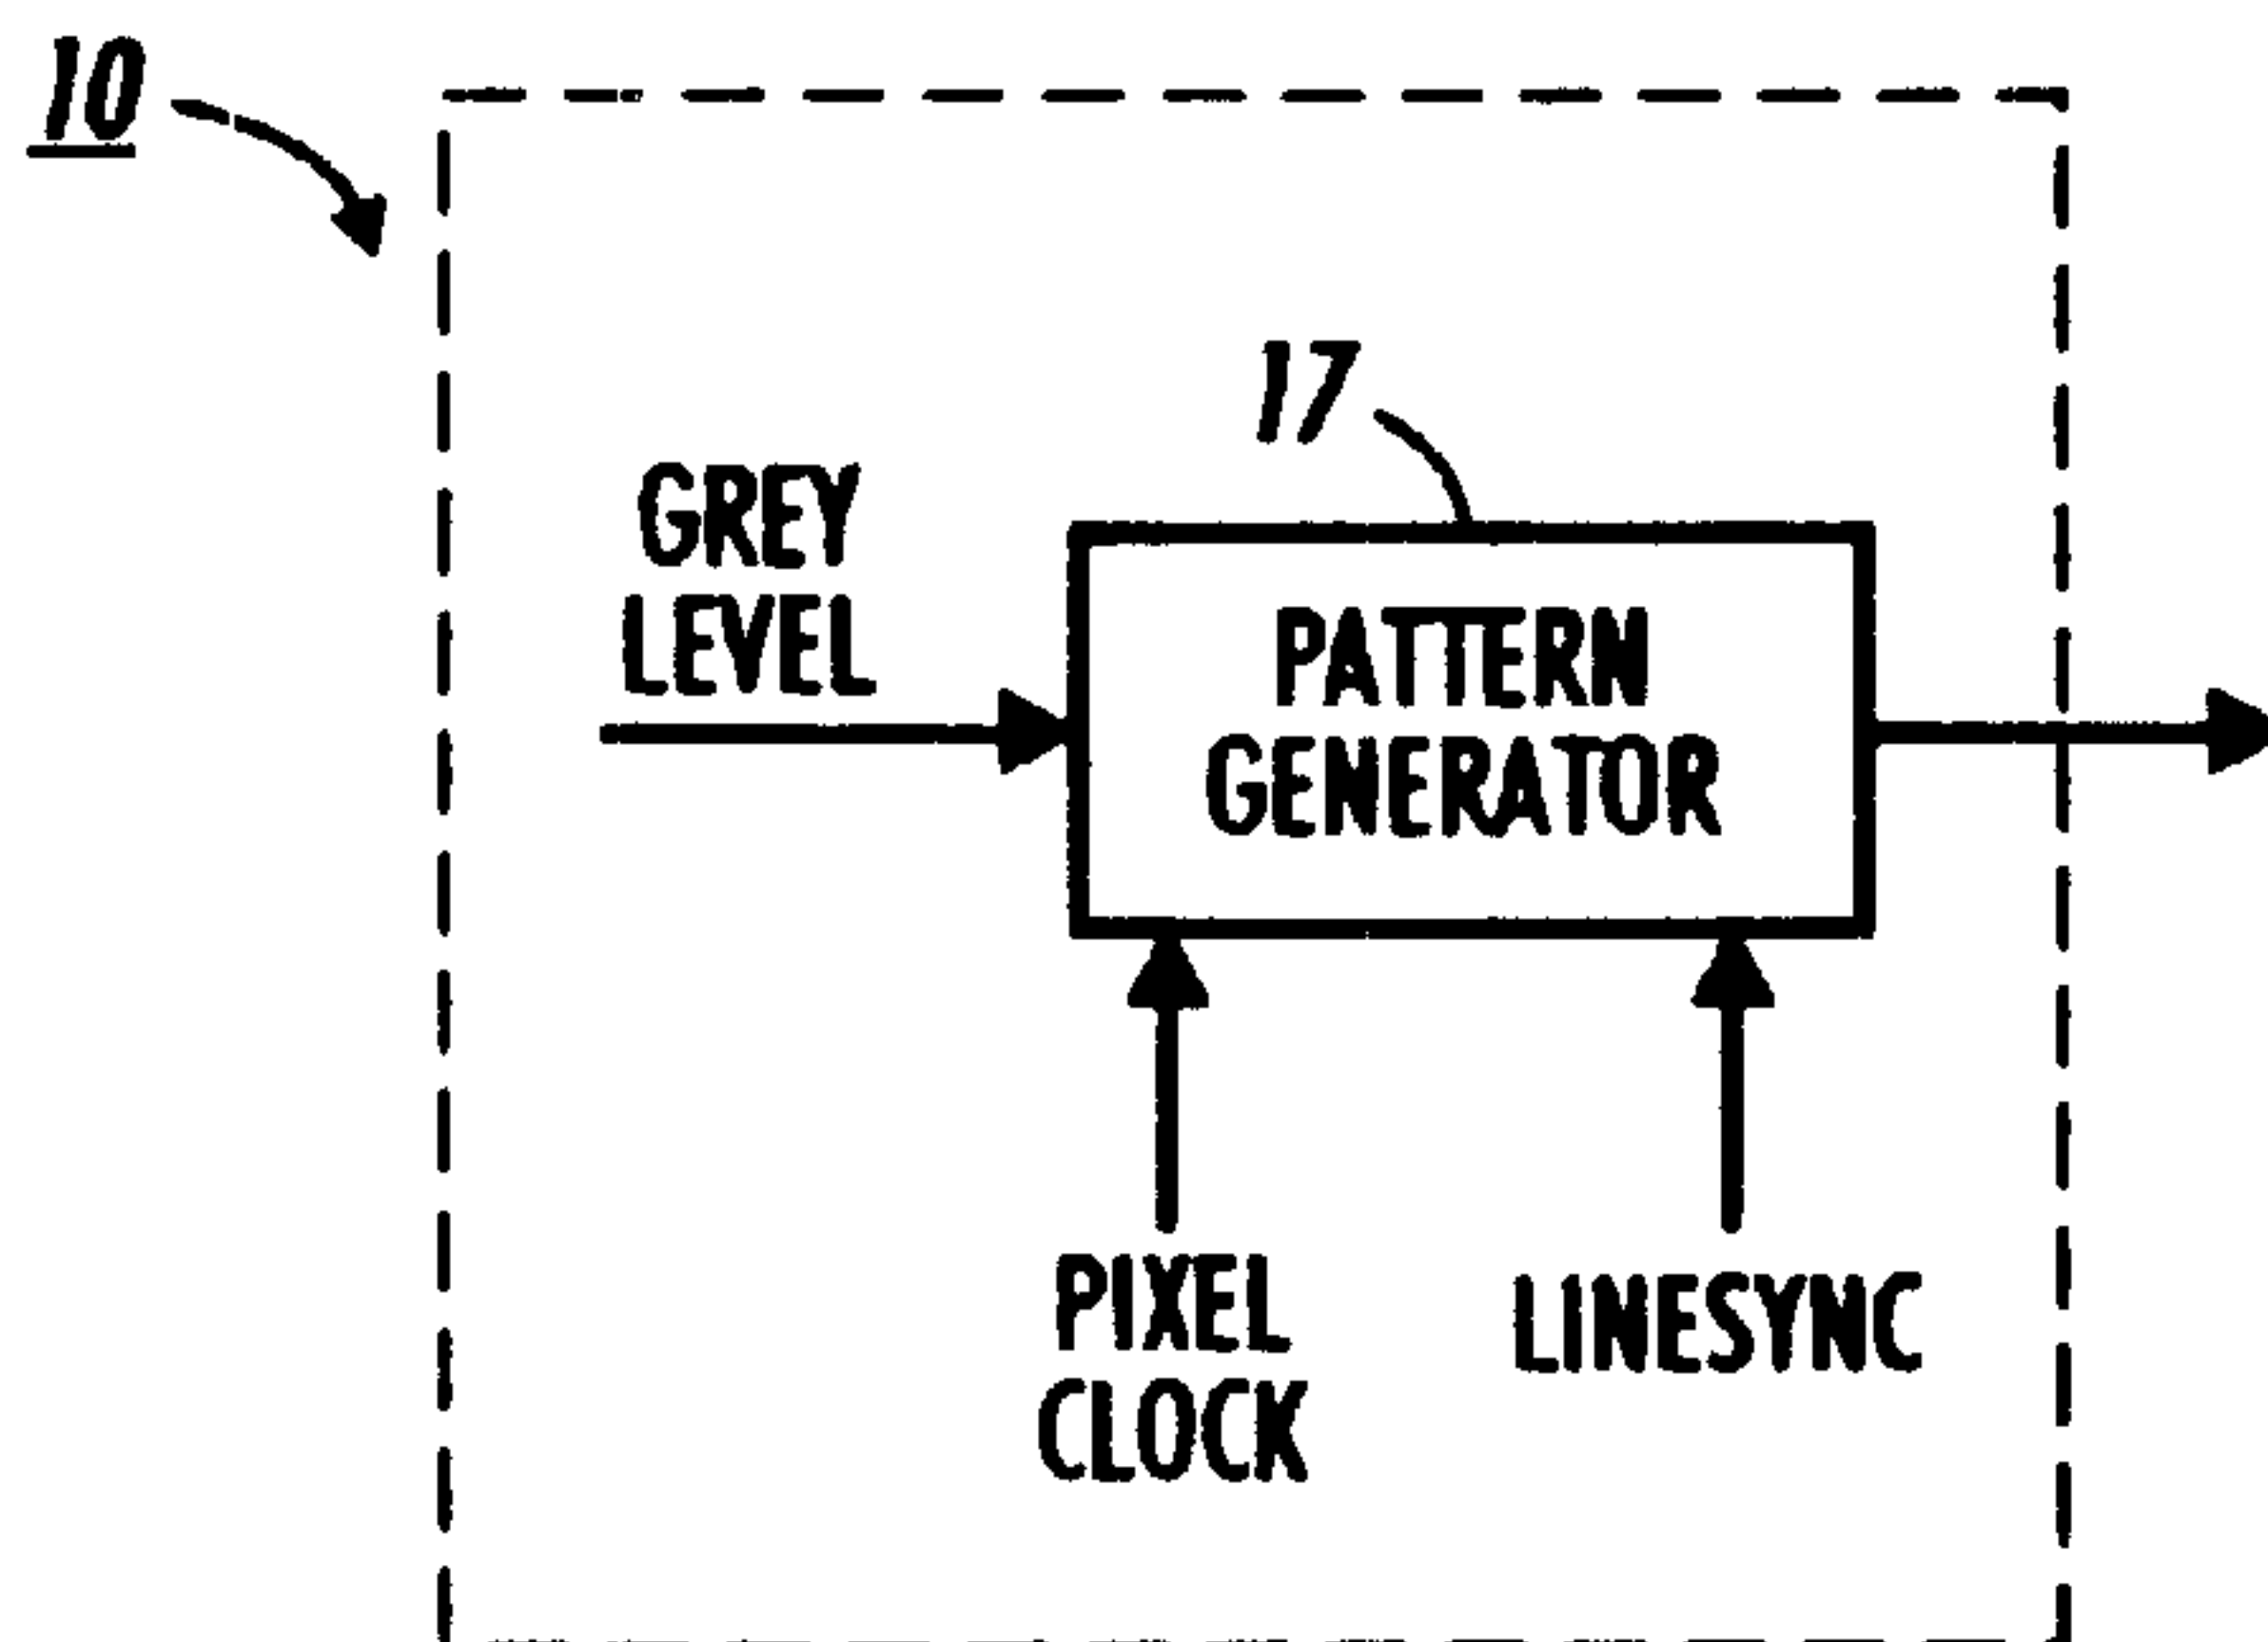 10
17
GREY
LEVEL
PATTERN
GENERATOR
PIXEL
CLOCK
LINESYNC